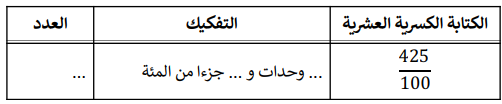 الكتابة الكسرية العشرية التفكيك العدد
425
100
... وحدات و ... جزءا من المئة ...